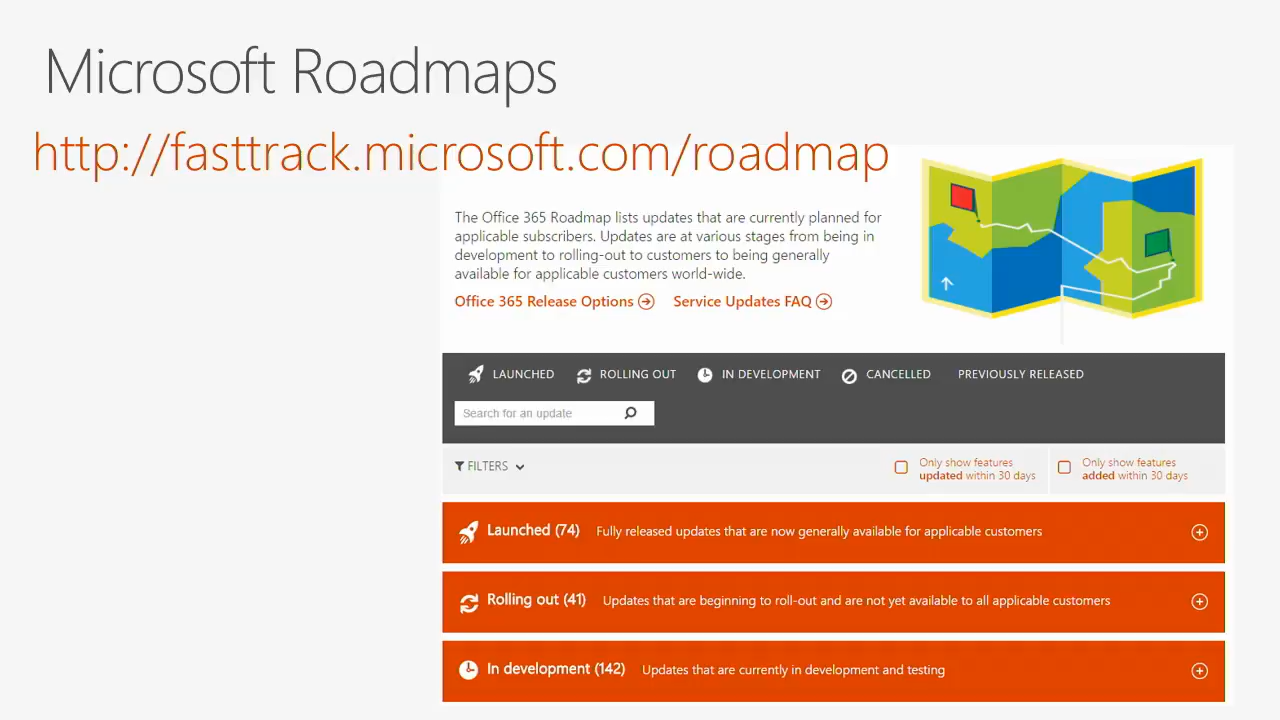 Microsoft Roadmaps
http://fasttrack.microsoft.com/roadmap
The Office 365 Roadmap lists updates that are currently planned for
applicable subscribers. Updates are at various stages from being in
development to rolling-out to customers to being generally
available for applicable customers world-wide.
Office 365 Release Options Service Updates FAQ
LAUNCHED ROLLING OUT IN DEVELOPMENT CANCELLED PREVIOUSLY RELEASED
Search for an update
FILTERS
Only show features
updated within 30 days
Only show features
added within 30 days
Launched (74) Fully released updates that are now generally available for applicable customers
Rolling out (41) Updates that are beginning to roll-out and are not yet available to all applicable customers
In development (142) Updates that are currently in development and testing